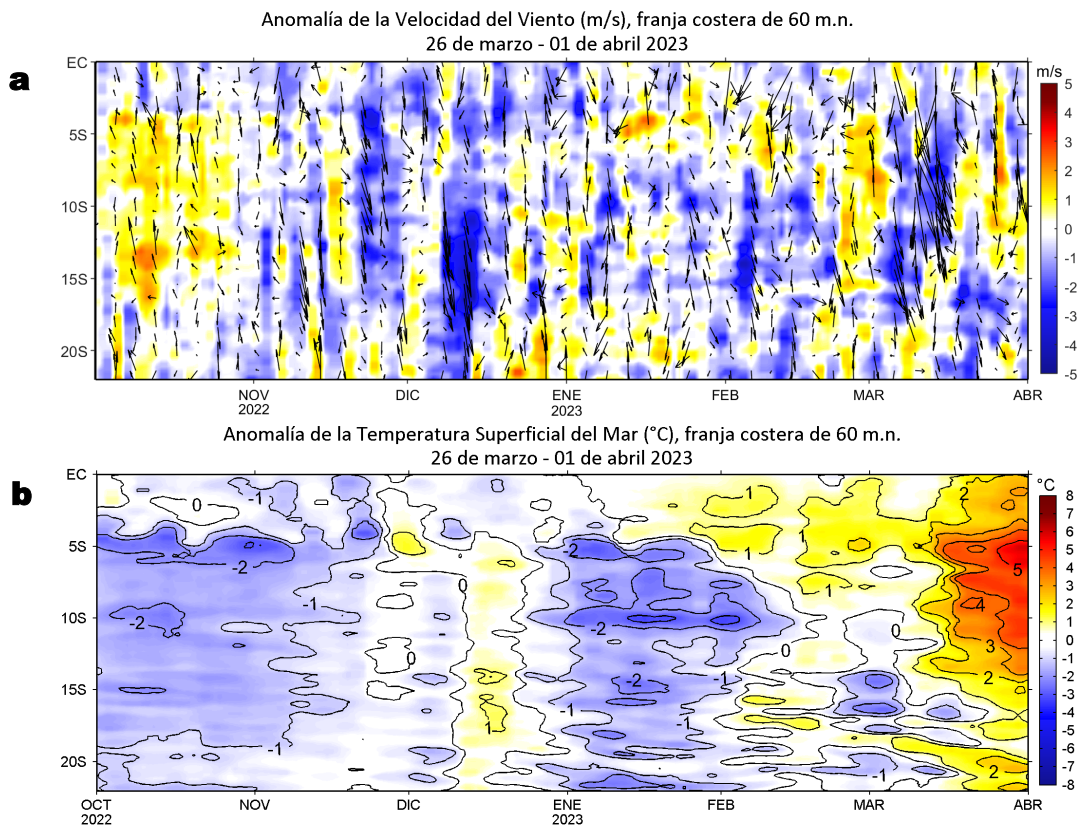 Anomalía de la Velocidad del Viento (m/s), franja costera de 60 m.n.
26 de marzo - 01 de abril 2023
a
EC
5S
10S
15S
20S
NOV
2022
DIC
ENE
2023
FEB
MAR
ABR
m/s
5
4
3
2
1
0
-1
-2
-3
-4
-5
Anomalía de la Temperatura Superficial del Mar (°C), franja costera de 60 m.n.
26 de marzo - 01 de abril 2023
b
EC
5S
10S
15S
20S
0
-1
-2
-1
-2
0
0
-1
1
-2
-2
-2
-1
-1
-1
1
1
1
1
0
0
-1
2
5
4
3
2
2
OCT
2022
NOV
DIC
ENE
2023
FEB
MAR
ABR
°C
8
7
6
5
4
3
2
1
0
-1
-2
-3
-4
-5
-6
-7
-8